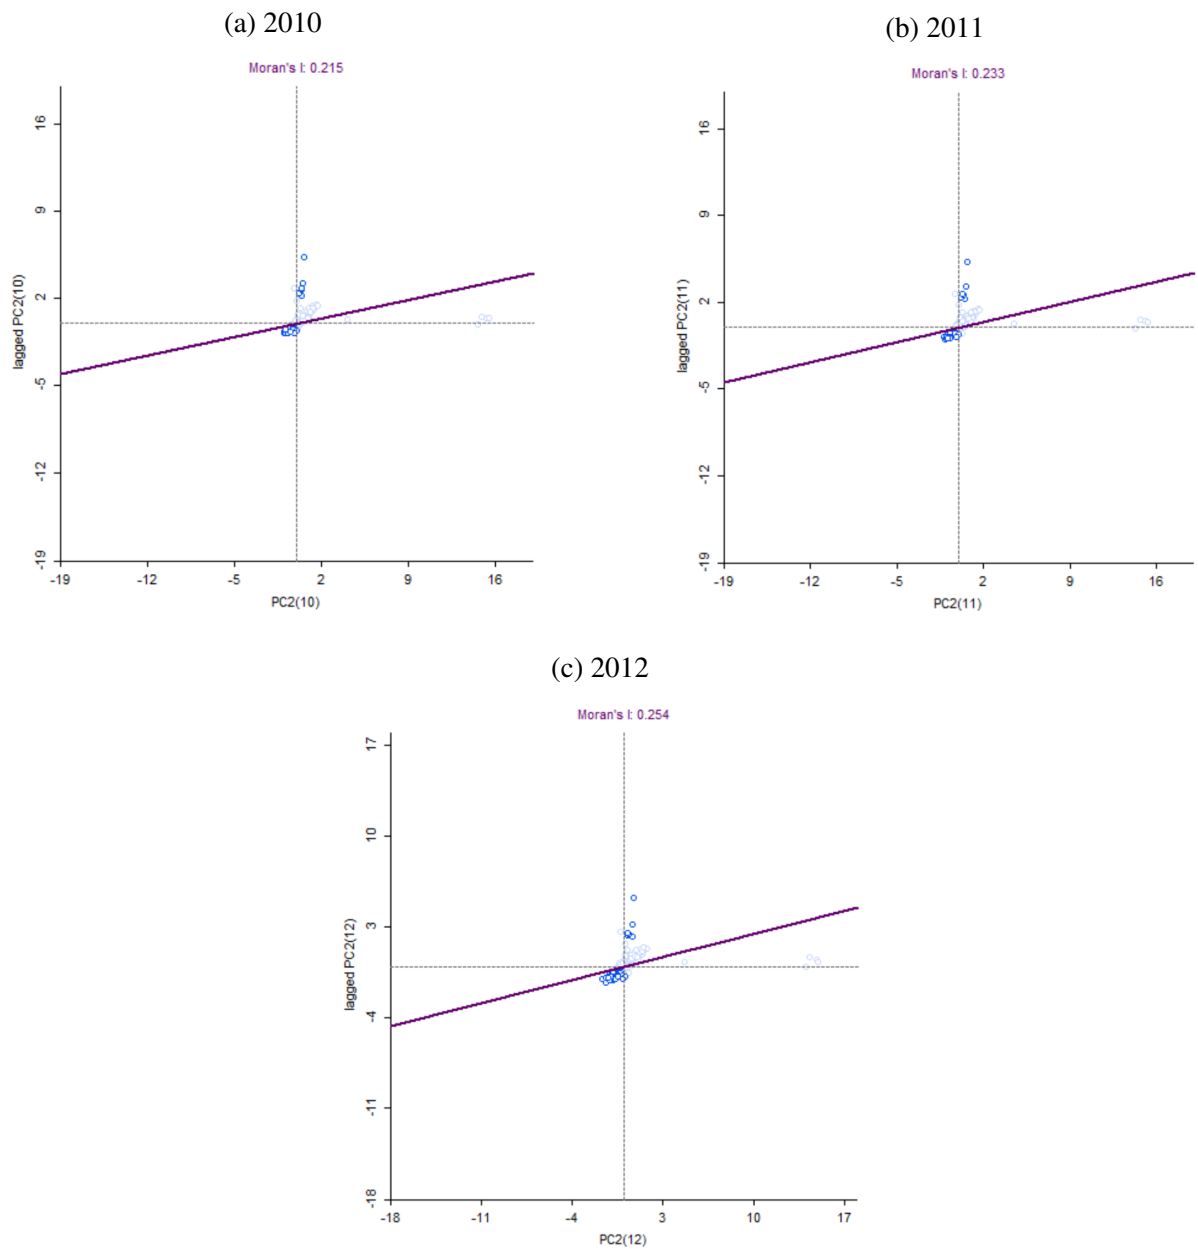 (a) 2010
Moran's I: 0.215
lagged PC2(10)
16
9
2
-5
-12
-19
-19 -12 -5 2 9 16
PC2(10)
(b) 2011
Moran's I: 0.233
lagged PC2(11)
16
9
2
-5
-12
-19
-19 -12 -5 2 9 16
PC2(11)
(c) 2012
Moran's I: 0.254
lagged PC2(12)
17
10
3
-4
-11
-18
-18 -11 -4 3 10 17
PC2(12)